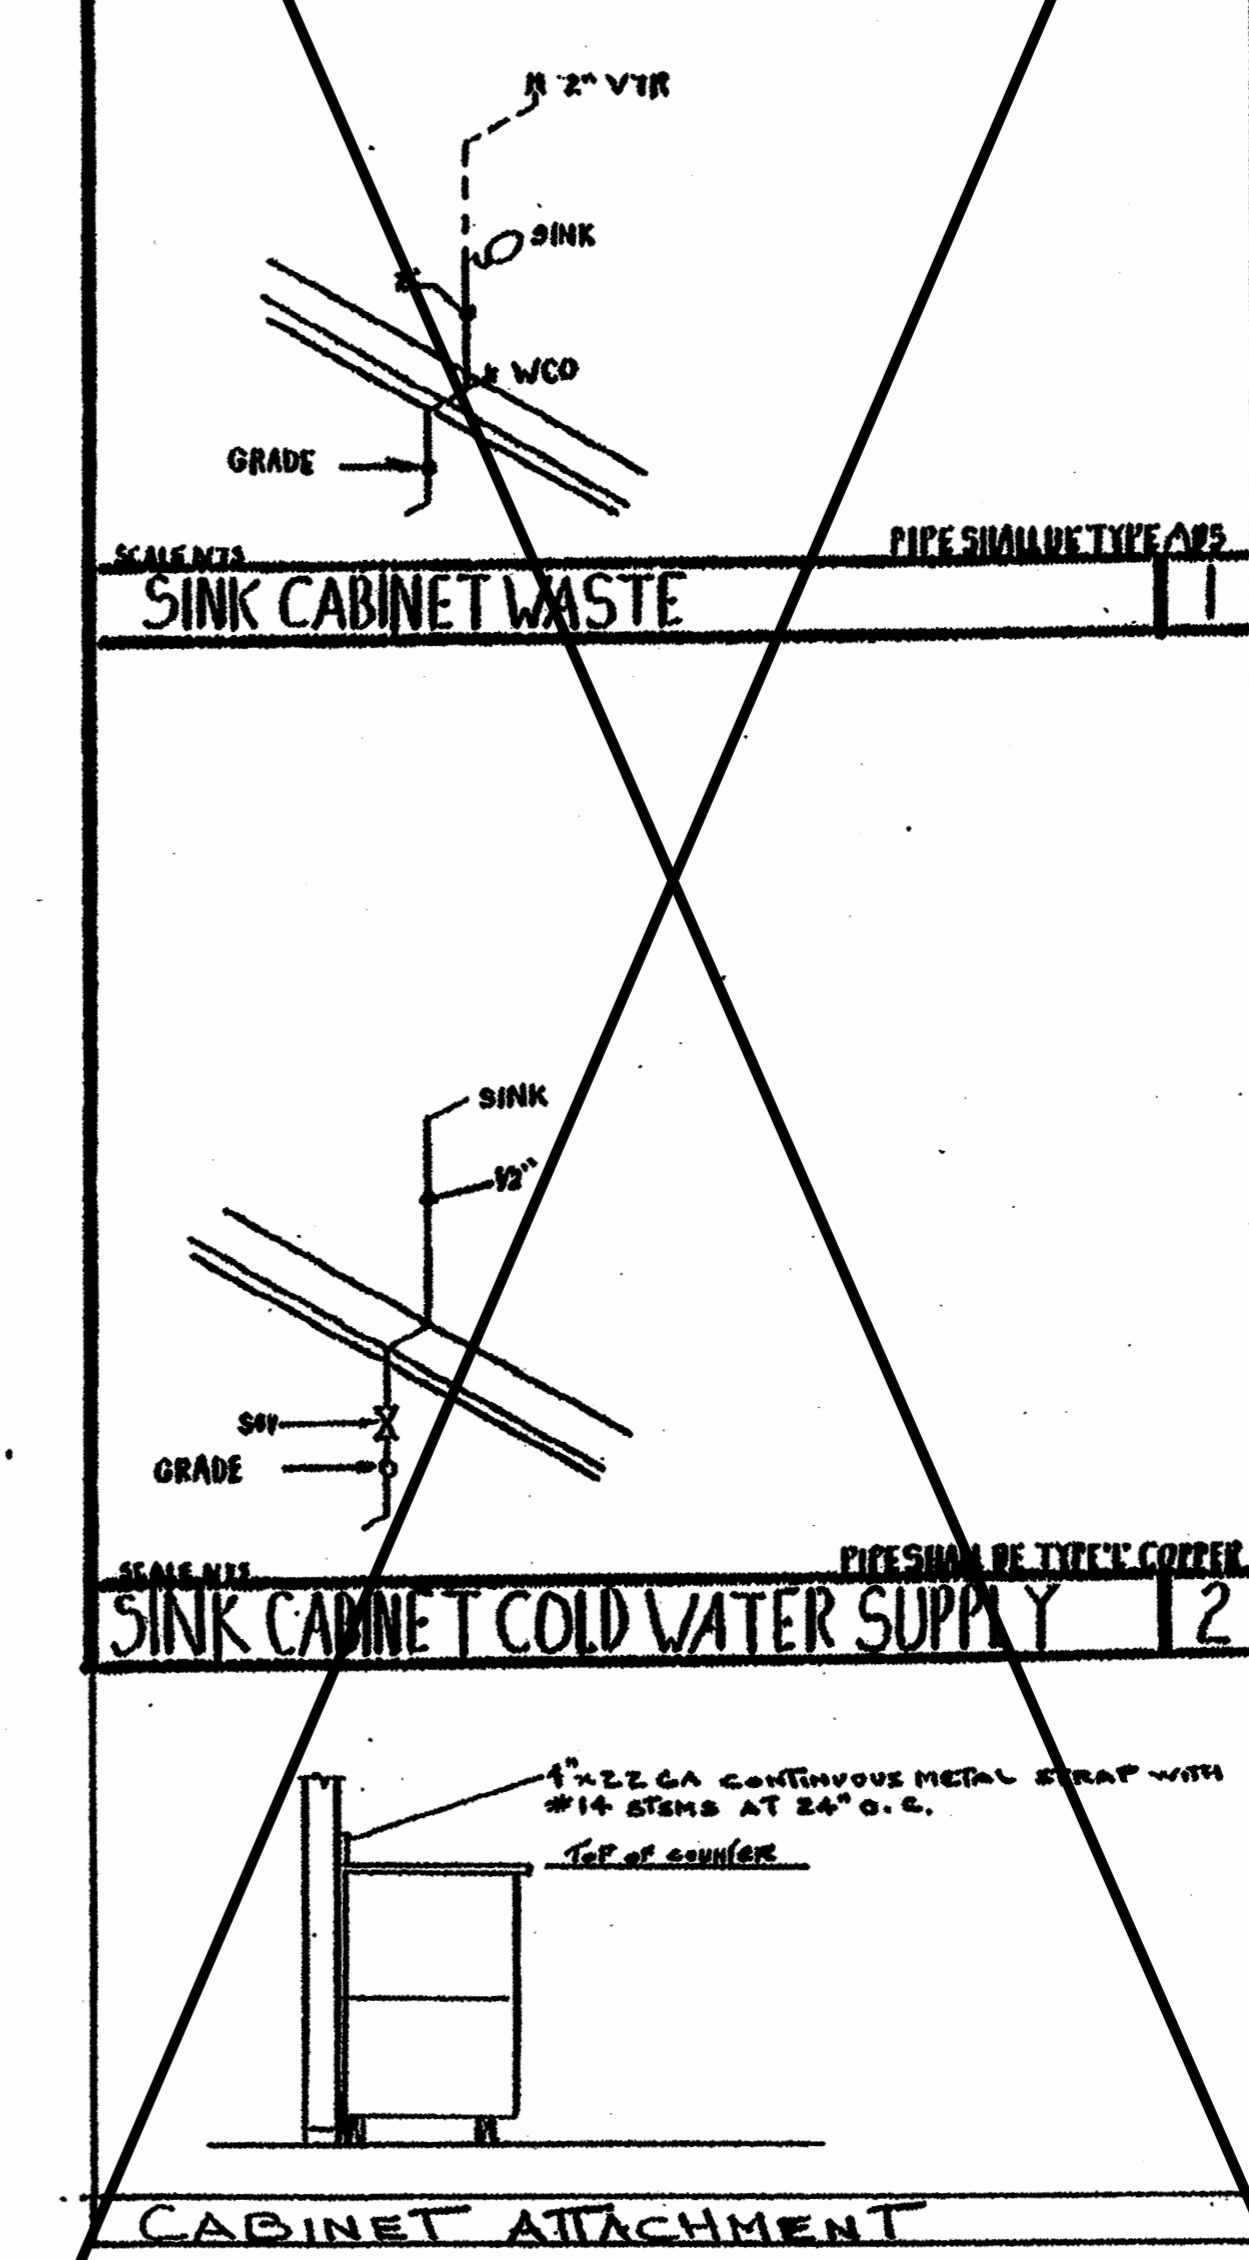 2" VTR
SINK
WCO
GRADE
SCALE NTS
PIPE SHALL BE TYPE ABS
SINK CABINET WASTE 1
SINK
1/2"
SOV
GRADE
SCALE NTS
PIPE SHALL BE TYPE 'L' COPPER
SINK CABINET COLD WATER SUPPLY 2
4" x 22 GA CONTINUOUS METAL STRAP WITH
#14 STSMS AT 24" O.C.
TOP OF COUNTER
CABINET ATTACHMENT